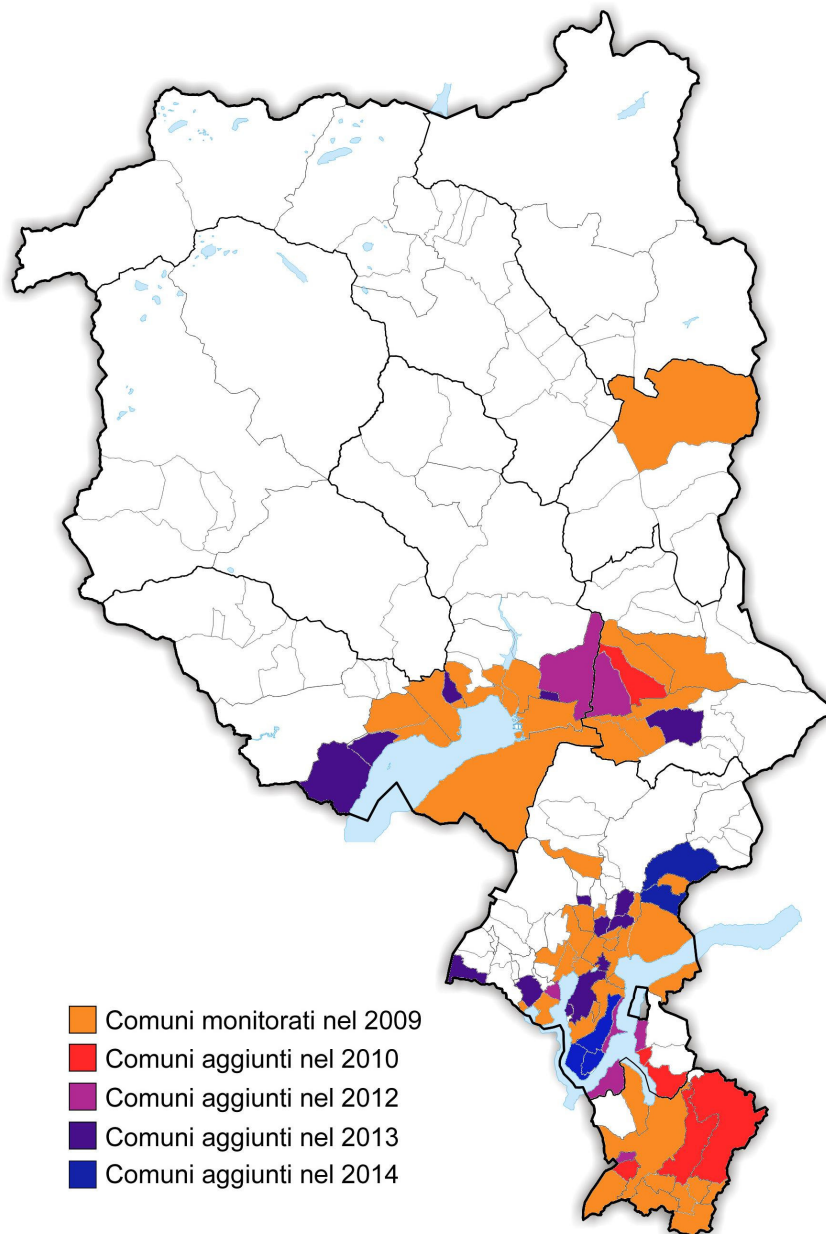 Comuni monitorati nel 2009
Comuni aggiunti nel 2010
Comuni aggiunti nel 2012
Comuni aggiunti nel 2013
Comuni aggiunti nel 2014